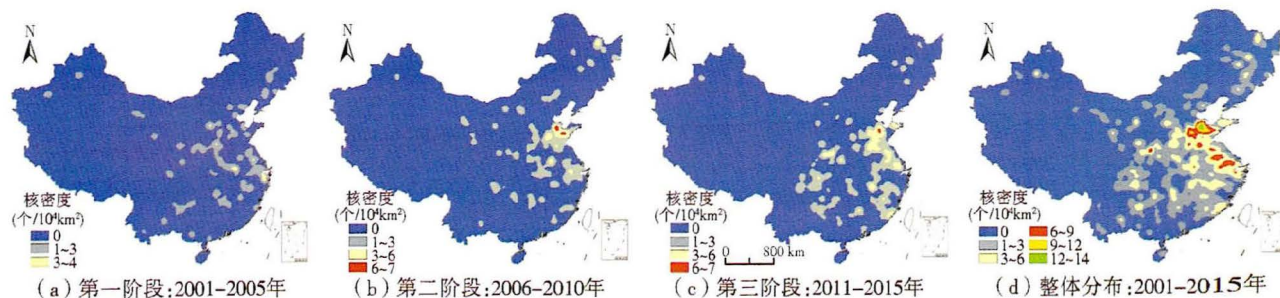 N
核密度
(个/10⁴km²)
0
1~3
3~4
(a)第一阶段:2001-2005年
N
核密度
(个/10⁴km²)
0
1~3
3~6
6~7
(b)第二阶段:2006-2010年
N
核密度
(个/10⁴km²)
0
1~3
3~6
6~7
0 800 km
(c)第三阶段:2011-2015年
N
核密度
(个/10⁴km²)
0 6~9
1~3 9~12
3~6 12~14
(d)整体分布:2001-2015年